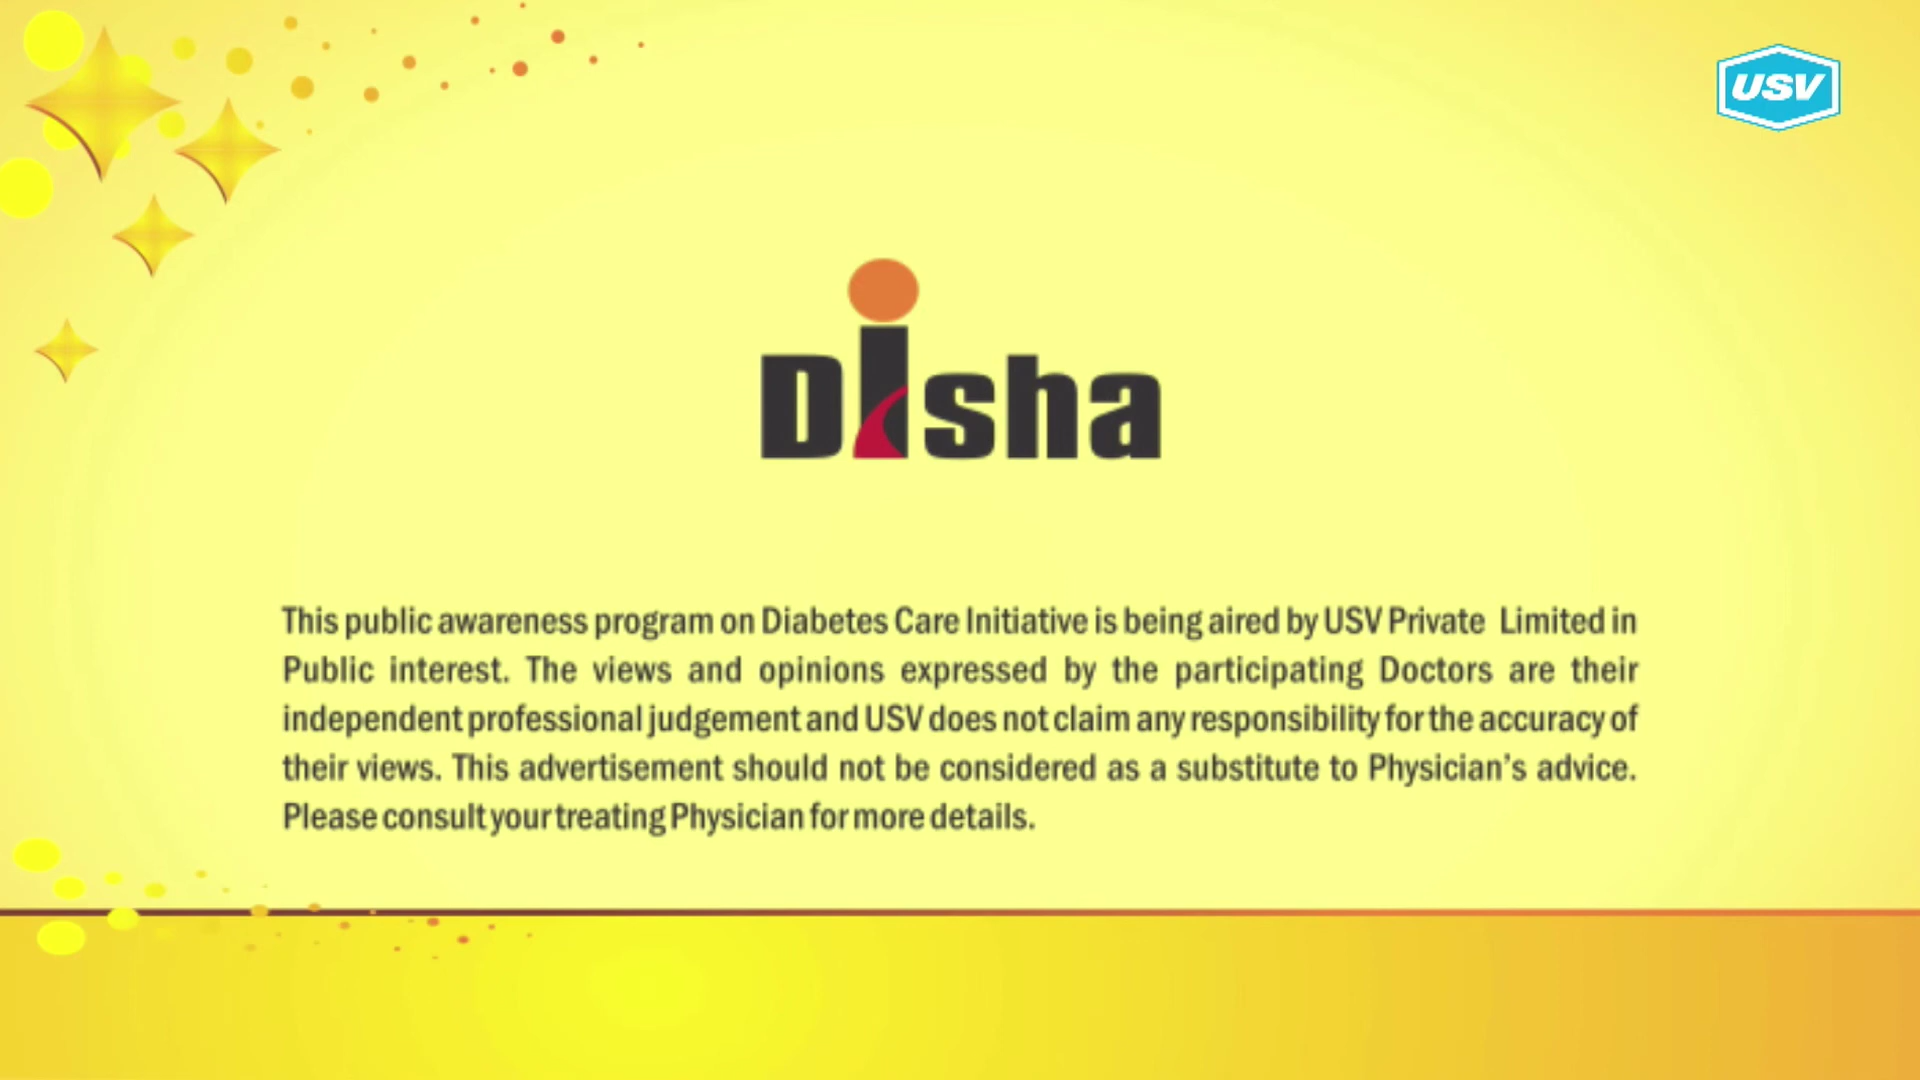 USV
Disha
This public awareness program on Diabetes Care Initiative is being aired by USV Private Limited in
Public interest. The views and opinions expressed by the participating Doctors are their
independent professional judgement and USV does not claim any responsibility for the accuracy of
their views. This advertisement should not be considered as a substitute to Physician's advice.
Please consult your treating Physician for more details.